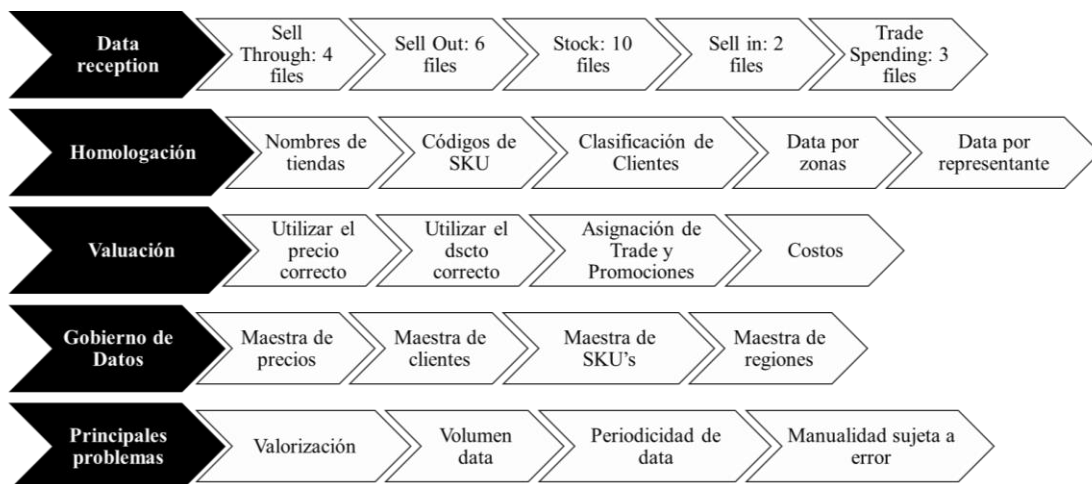 Data
reception
Sell
Through: 4
files
Sell Out: 6
files
Stock: 10
files
Sell in: 2
files
Trade
Spending: 3
files
Homologación
Nombres de
tiendas
Códigos de
SKU
Clasificación de
Clientes
Data por
zonas
Data por
representante
Valuación
Utilizar el
precio
correcto
Utilizar el
dscto
correcto
Asignación de
Trade y
Promociones
Costos
Gobierno de
Datos
Maestra de
precios
Maestra de
clientes
Maestra de
SKU's
Maestra de
regiones
Principales
problemas
Valorización
Volumen
data
Periodicidad de
data
Manualidad sujeta a
error